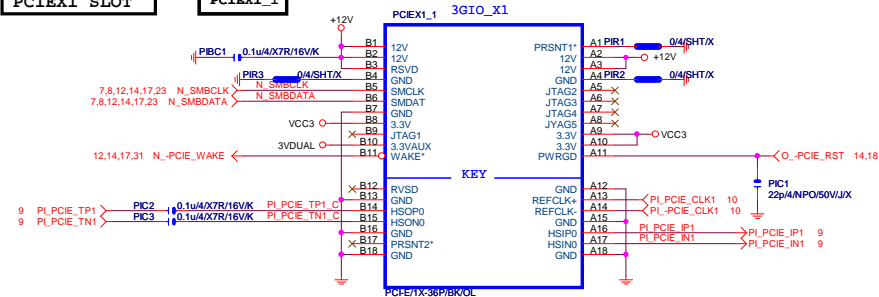 PCIEX1 SLOT
PCIEX1_1
PCIEX1_1 3GIO_X1
+12V
PIBC1 0.1u/4/X7R/16V/K
PIR3 0/4/SHT/X
7,8,12,14,17,23 N_SMBCLK N_SMBCLK
7,8,12,14,17,23 N_SMBDATA N_SMBDATA
VCC3
3VDUAL
12,14,17,31 N_-PCIE_WAKE
9 PI_PCIE_TP1 PIC2 0.1u/4/X7R/16V/K PI_PCIE_TP1_C
9 PI_PCIE_TN1 PIC3 0.1u/4/X7R/16V/K PI_PCIE_TN1_C
B1 12V
B2 12V
B3 RSVD
B4 GND
B5 SMCLK
B6 SMDAT
B7 GND
B8 3.3V
B9 JTAG1
B10 3.3VAUX
B11 WAKE*
KEY
B12 RVSD
B13 GND
B14 HSOP0
B15 HSON0
B16 GND
B17 PRSNT2*
B18 GND
PRSNT1* A1 PIR1 0/4/SHT/X
12V A2 +12V
12V A3
GND A4 PIR2 0/4/SHT/X
JTAG2 A5
JTAG3 A6
JTAG4 A7
JYAG5 A8
3.3V A9 VCC3
3.3V A10
PWRGD A11 O_-PCIE_RST 14,18
PIC1
22p/4/NPO/50V/J/X
GND A12
REFCLK+ A13 PI_PCIE_CLK1 10
REFCLK- A14 PI_-PCIE_CLK1 10
GND A15
HSIP0 A16 PI_PCIE_IP1 PI_PCIE_IP1 9
HSIN0 A17 PI_PCIE_IN1 PI_PCIE_IN1 9
GND A18
PCI-E/1X-36P/BK/OL